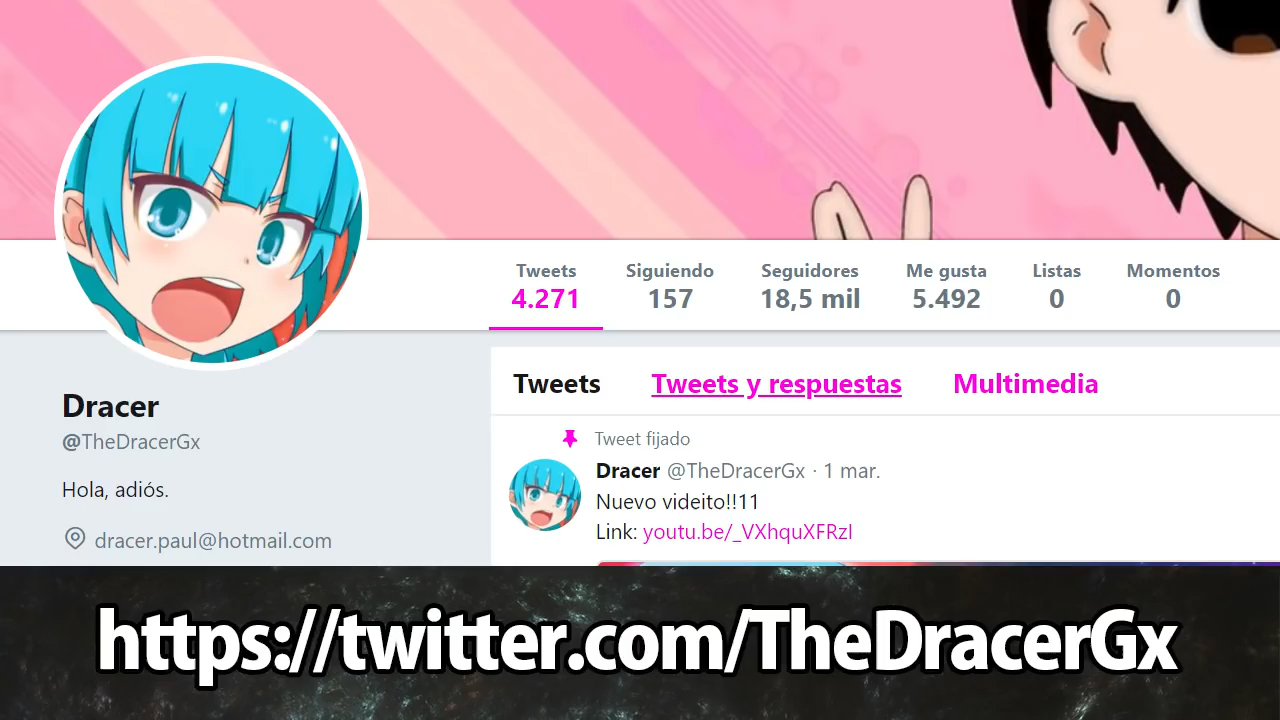 Tweets Siguiendo Seguidores Me gusta Listas Momentos
4.271 157 18,5 mil 5.492 0 0
Dracer
@TheDracerGx
Hola, adiós.
dracer.paul@hotmail.com
Tweets Tweets y respuestas Multimedia
Tweet fijado
Dracer @TheDracerGx · 1 mar.
Nuevo videito!!11
Link: youtu.be/_VXhquXFRzI
https://twitter.com/TheDracerGx